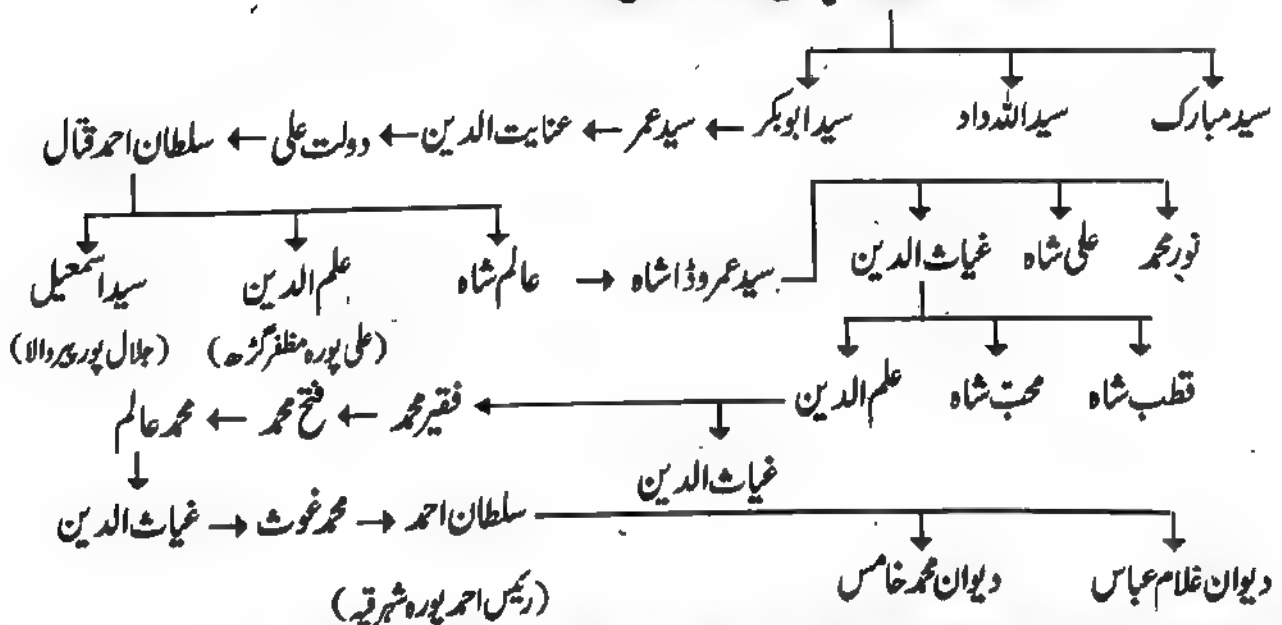 سید مبارک سید اللہ داد سید ابوبکر ← سید عمر ← عنایت الدین ← دولت علی ← سلطان احمد قتال
نور محمد علی شاہ غیاث الدین سید عمر وڈا شاہ → عالم شاہ علم الدین سید اسمعیل
(علی پورہ مظفر گڑھ) (جلال پور پیر والا)
قطب شاہ محب شاہ علم الدین فقیر محمد ← فتح محمد ← محمد عالم
غیاث الدین
سلطان احمد → محمد غوث → غیاث الدین
دیوان غلام عباس دیوان محمد خامس
(رئیس احمد پورہ شرقیہ)